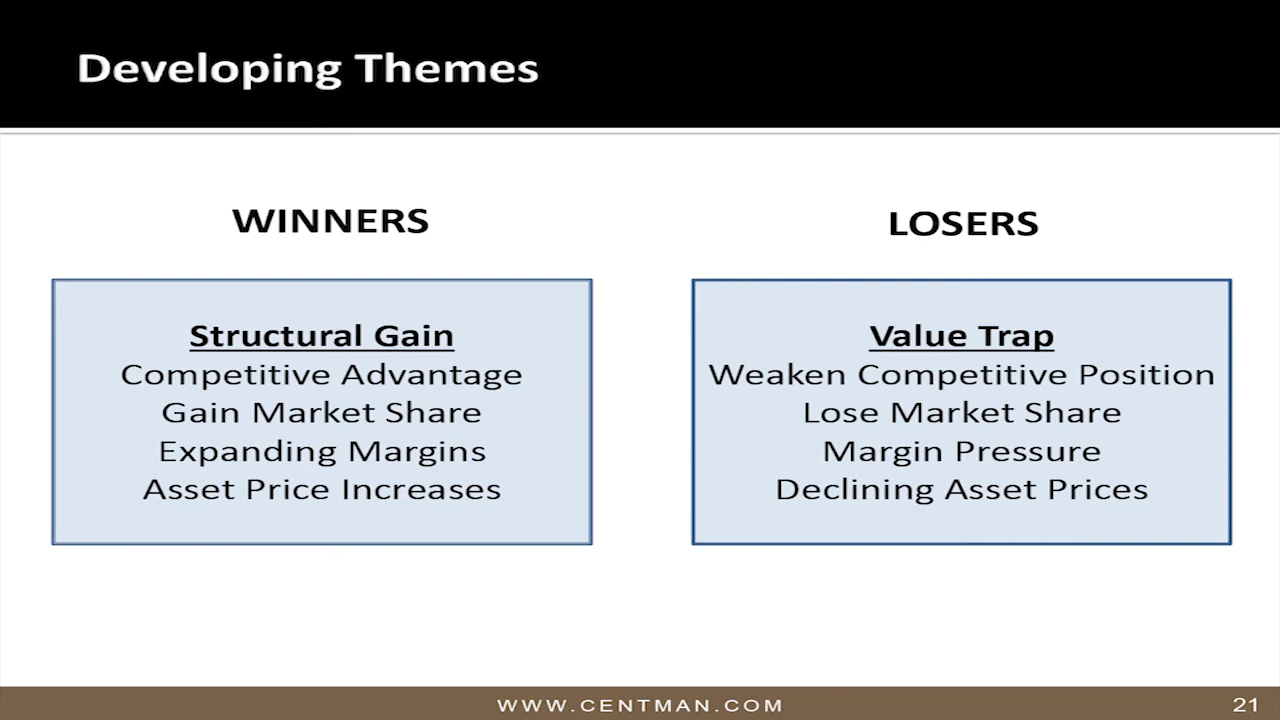 Developing Themes
WINNERS
Structural Gain
Competitive Advantage
Gain Market Share
Expanding Margins
Asset Price Increases
LOSERS
Value Trap
Weaken Competitive Position
Lose Market Share
Margin Pressure
Declining Asset Prices
WWW.CENTMAN.COM
21